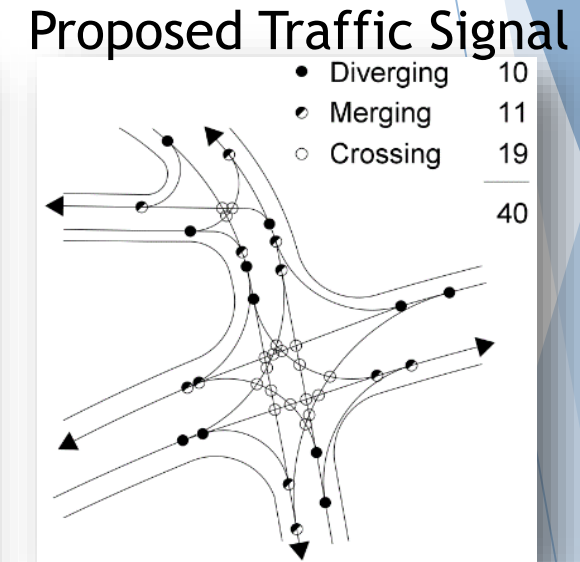 Proposed Traffic Signal
Diverging 10
Merging 11
Crossing 19
40